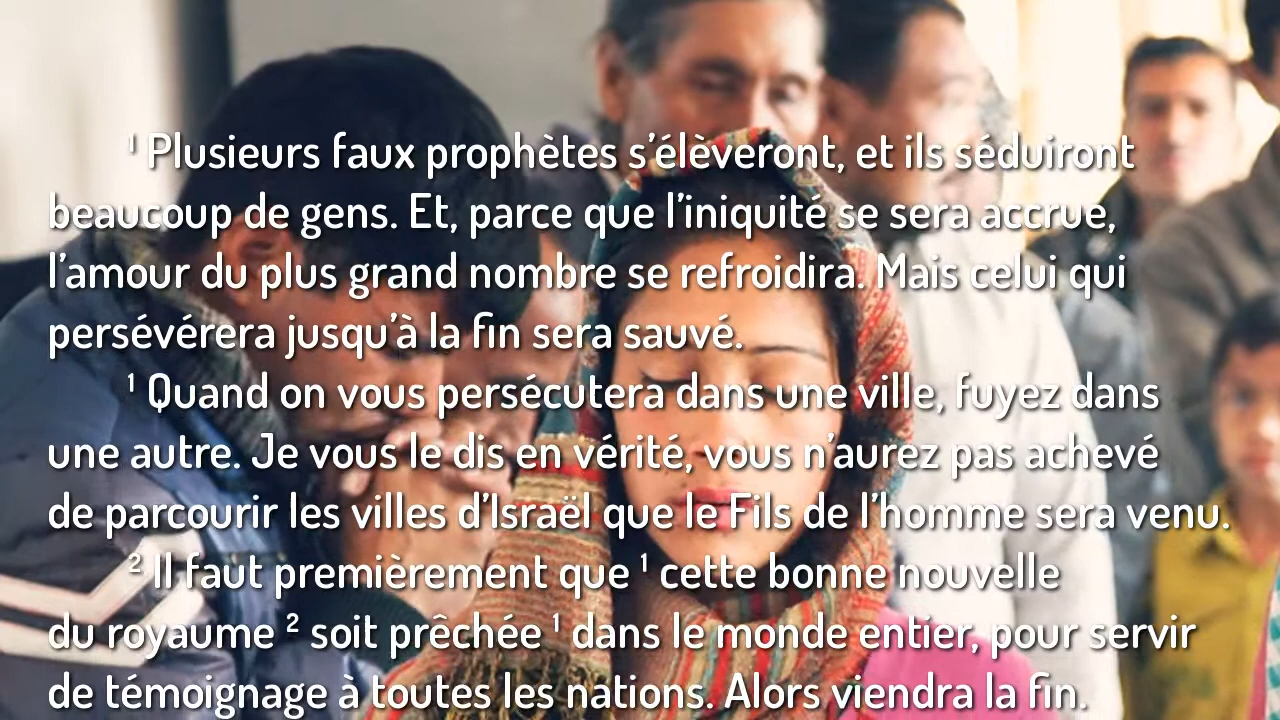 ¹ Plusieurs faux prophètes s’élèveront, et ils séduiront
beaucoup de gens. Et, parce que l’iniquité se sera accrue,
l’amour du plus grand nombre se refroidira. Mais celui qui
persévérera jusqu’à la fin sera sauvé.
¹ Quand on vous persécutera dans une ville, fuyez dans
une autre. Je vous le dis en vérité, vous n’aurez pas achevé
de parcourir les villes d’Israël que le Fils de l’homme sera venu.
² Il faut premièrement que ¹ cette bonne nouvelle
du royaume ² soit prêchée ¹ dans le monde entier, pour servir
de témoignage à toutes les nations. Alors viendra la fin.